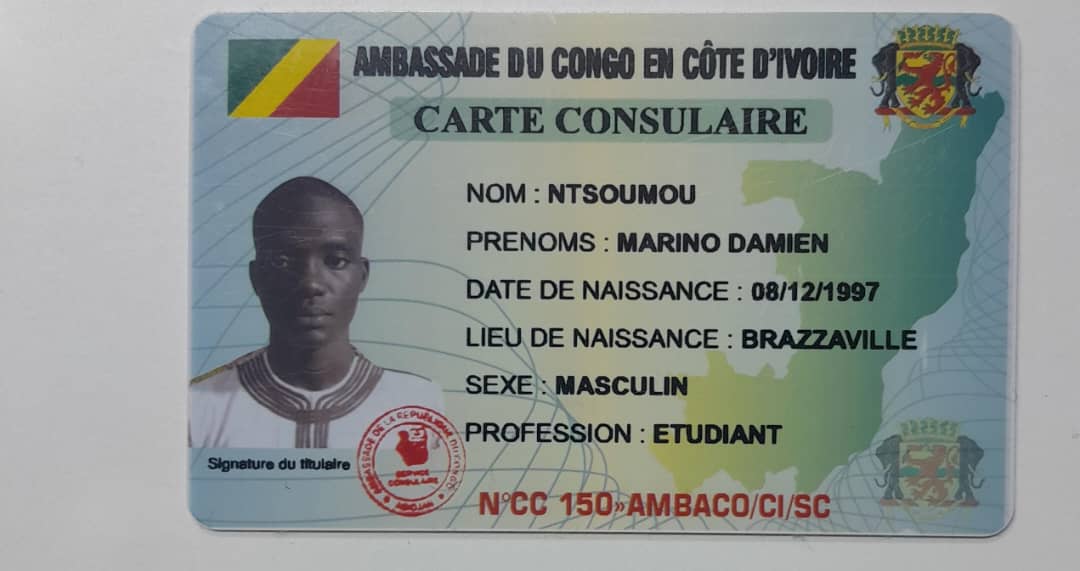 AMBASSADE DU CONGO EN CÔTE D'IVOIRE
CARTE CONSULAIRE
NOM : NTSOUMOU
PRENOMS : MARINO DAMIEN
DATE DE NAISSANCE : 08/12/1997
LIEU DE NAISSANCE : BRAZZAVILLE
SEXE : MASCULIN
PROFESSION : ETUDIANT
Signature du titulaire
AMBASSADE DE LA REPUBLIQUE DU CONGO
SERVICE
CONSULAIRE
ABIDJAN
N°CC 150» AMBACO/CI/SC